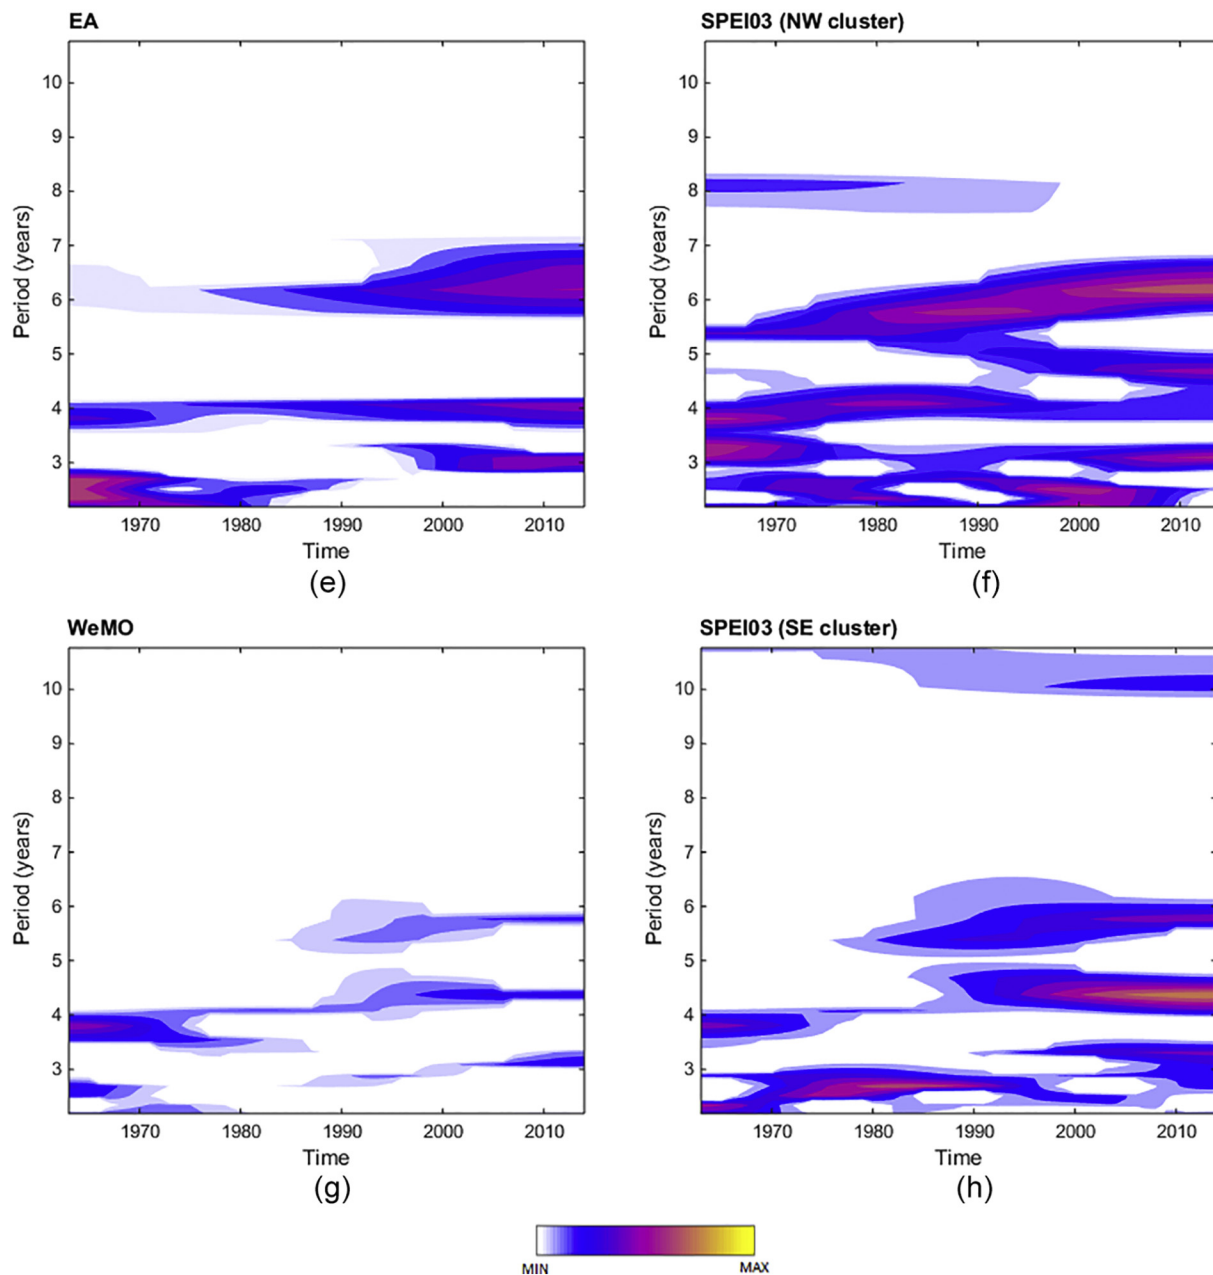 EA
SPEI03 (NW cluster)
10
9
8
7
6
5
4
3
Period (years)
1970 1980 1990 2000 2010
Time
(e)
10
9
8
7
6
5
4
3
Period (years)
1970 1980 1990 2000 2010
Time
(f)
WeMO
SPEI03 (SE cluster)
10
9
8
7
6
5
4
3
Period (years)
1970 1980 1990 2000 2010
Time
(g)
10
9
8
7
6
5
4
3
Period (years)
1970 1980 1990 2000 2010
Time
(h)
MIN MAX